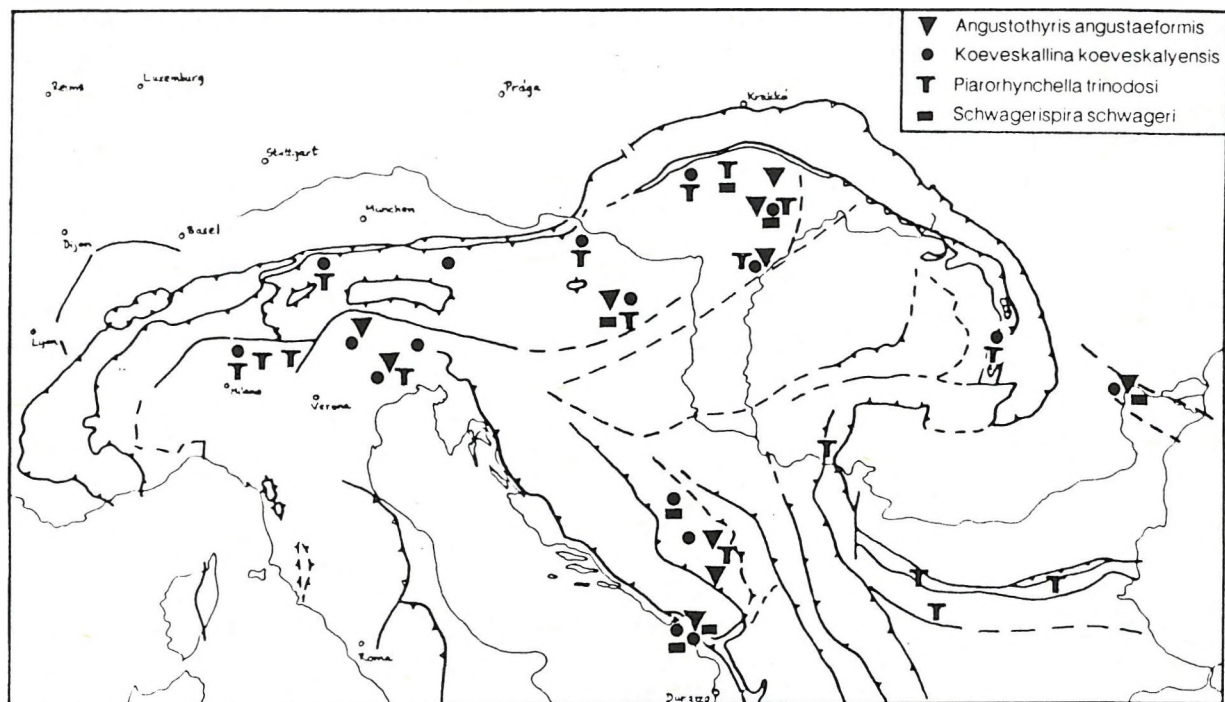 Angustothyris angustaeformis
Koeveskallina koeveskalyensis
Piarorhynchella trinodosi
Schwagerispira schwageri
Reims
Luxemburg
Prága
Krakkó
Stuttgart
München
Dijon
Basel
Lyon
Milano
Verona
Roma
Durazzo